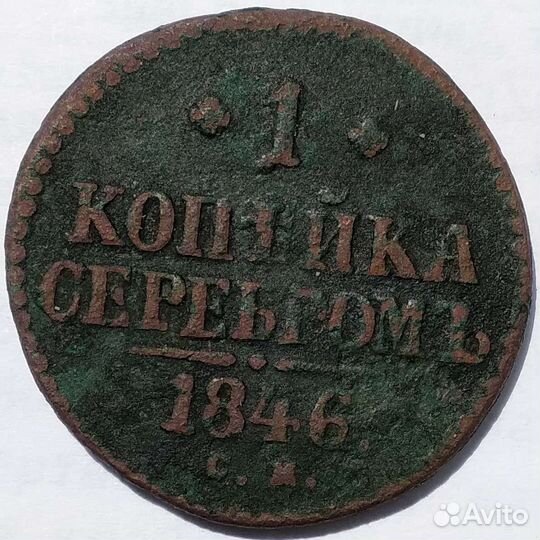 1
КОПѢЙКА
СЕРЕБРОМЪ
1846.
С. М.
Avito